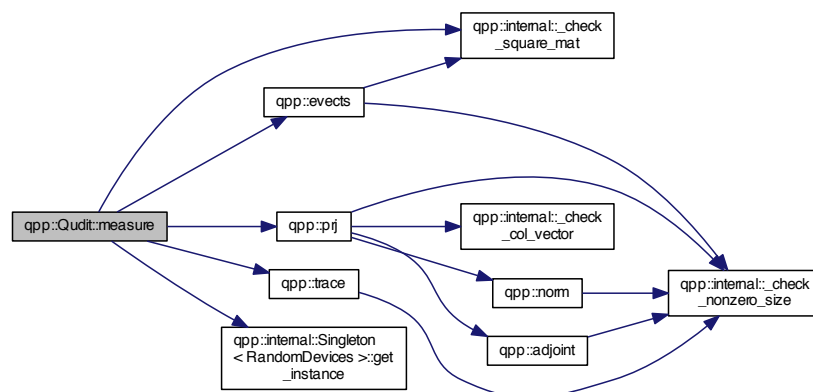 qpp::internal::_check
_square_mat
qpp::evects
qpp::Qudit::measure
qpp::prj
qpp::internal::_check
_col_vector
qpp::trace
qpp::norm
qpp::internal::_check
_nonzero_size
qpp::internal::Singleton
< RandomDevices >::get
_instance
qpp::adjoint